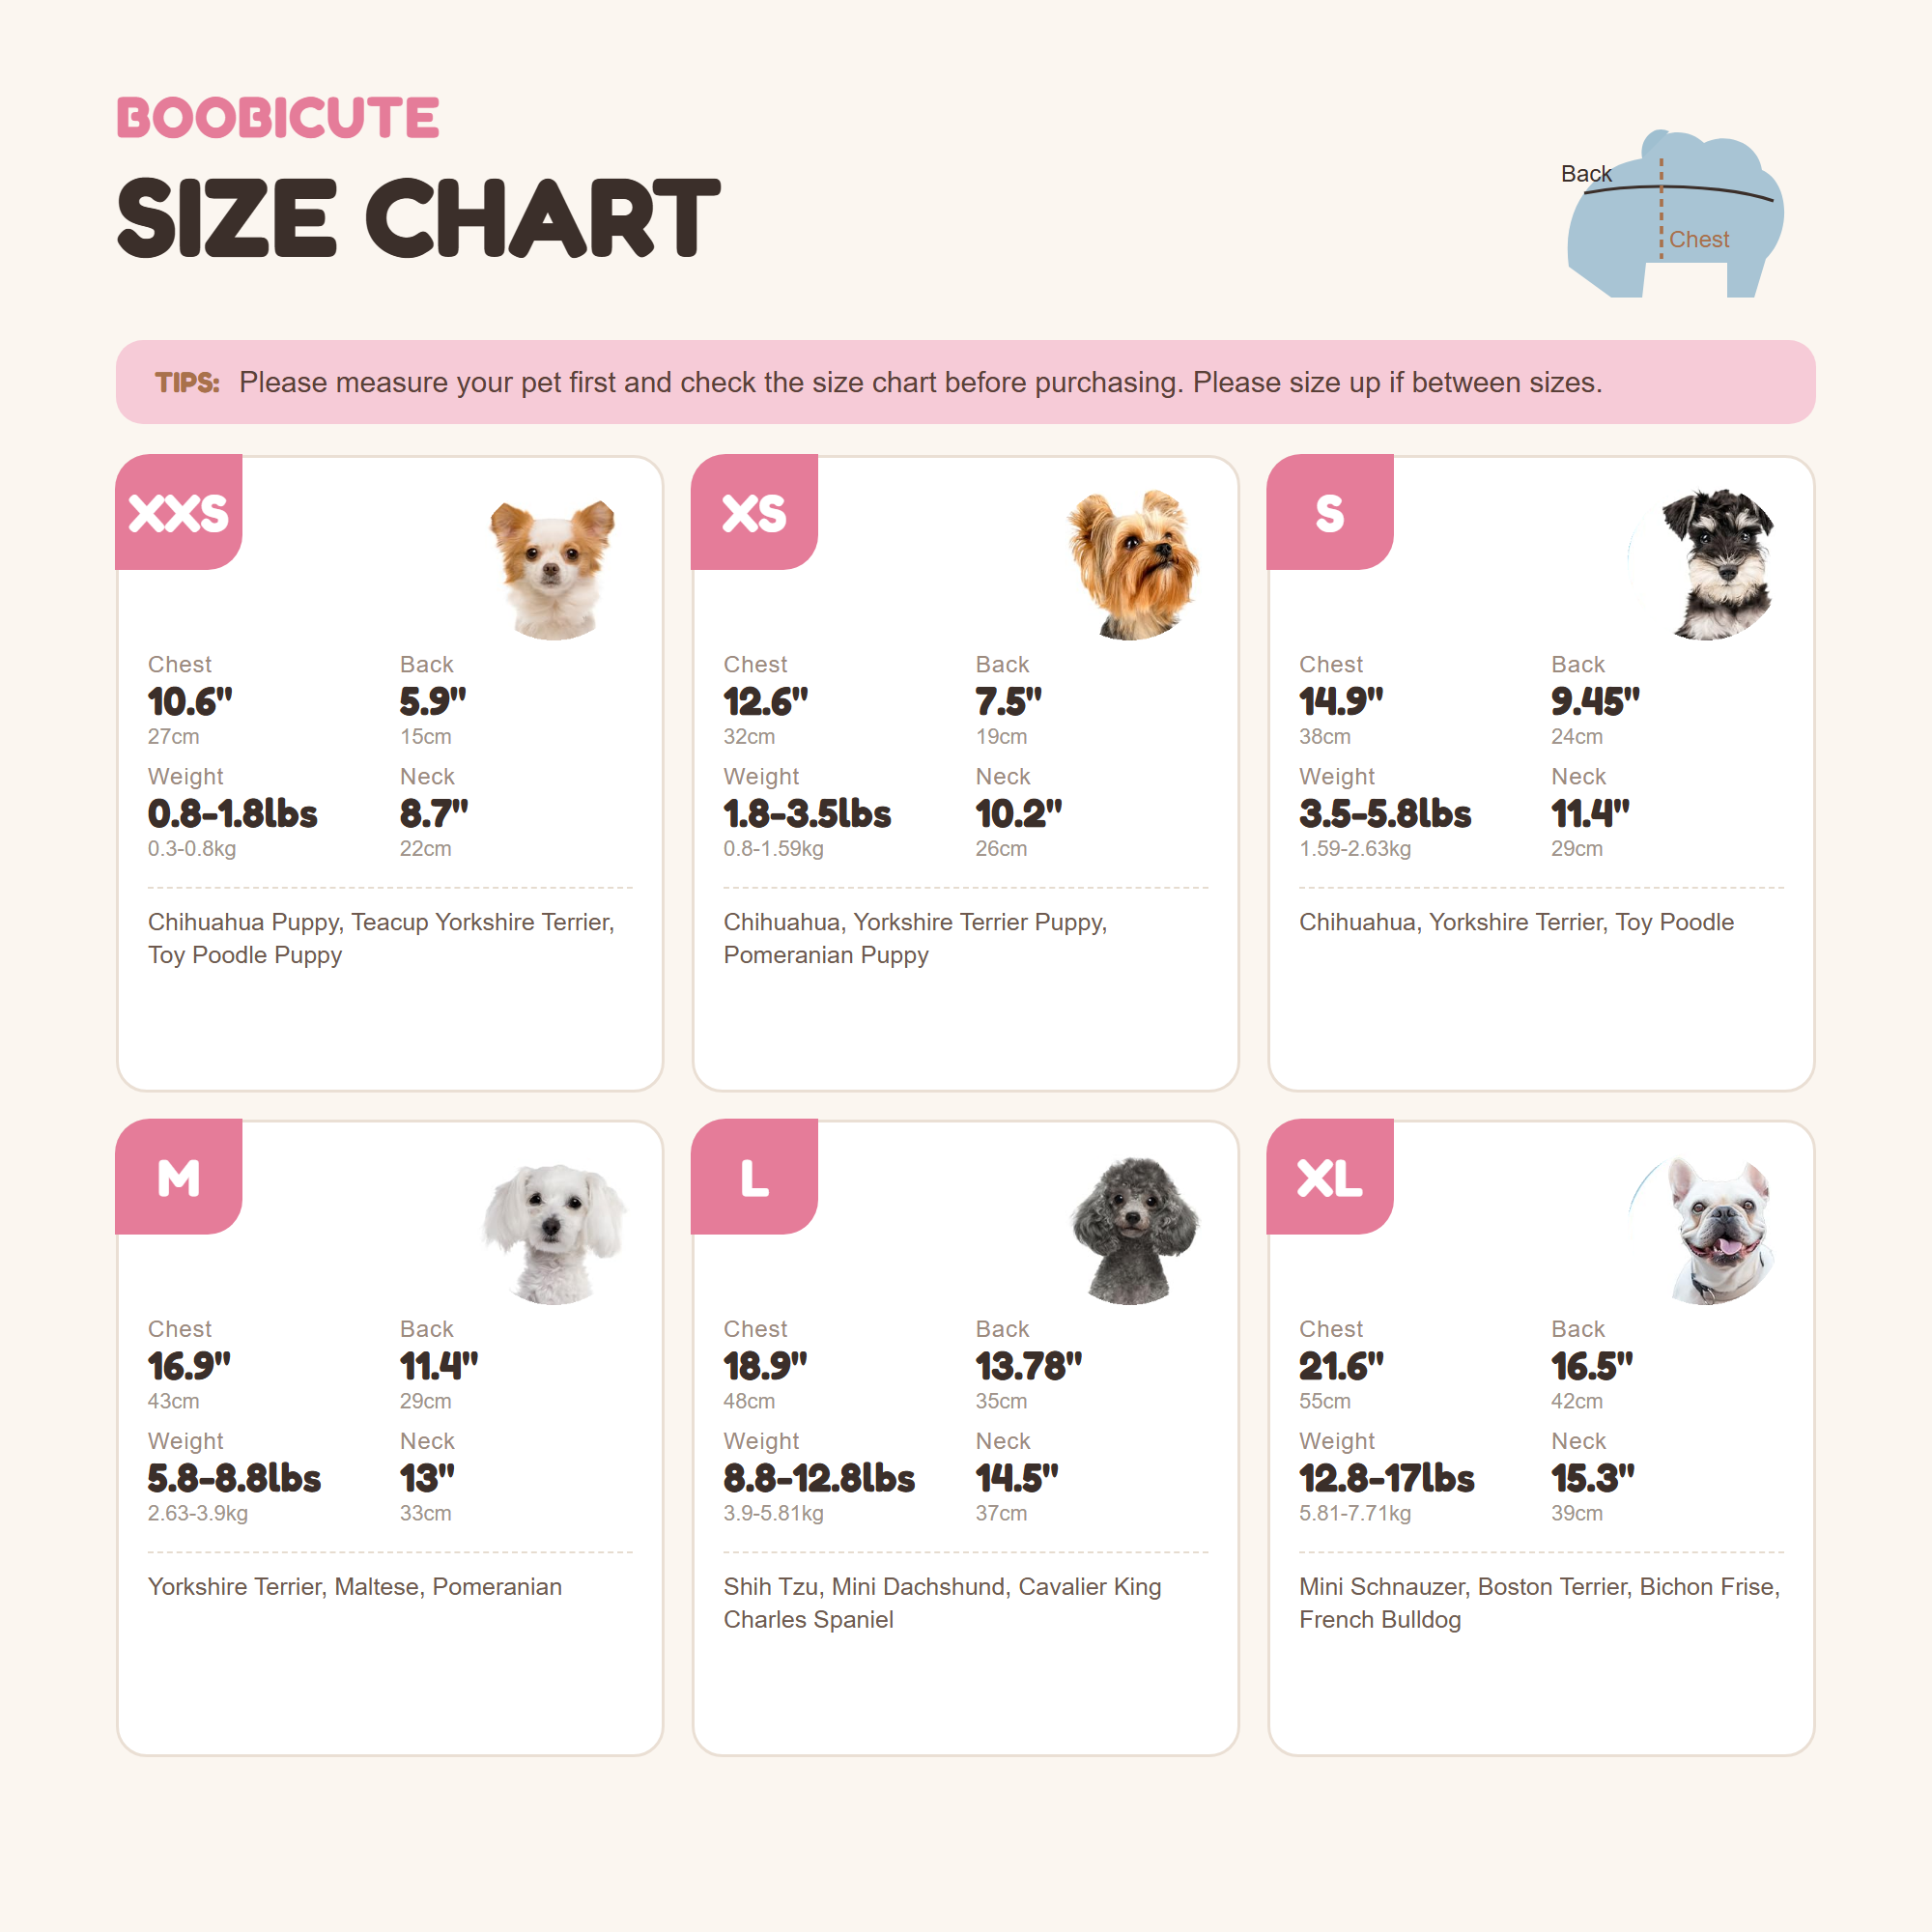 BOOBICUTE
SIZE CHART
Back
Chest
TIPS: Please measure your pet first and check the size chart before purchasing. Please size up if between sizes.
XXS
Chest
10.6"
27cm
Back
5.9"
15cm
Weight
0.8-1.8lbs
0.3-0.8kg
Neck
8.7"
22cm
Chihuahua Puppy, Teacup Yorkshire Terrier,
Toy Poodle Puppy
XS
Chest
12.6"
32cm
Back
7.5"
19cm
Weight
1.8-3.5lbs
0.8-1.59kg
Neck
10.2"
26cm
Chihuahua, Yorkshire Terrier Puppy,
Pomeranian Puppy
S
Chest
14.9"
38cm
Back
9.45"
24cm
Weight
3.5-5.8lbs
1.59-2.63kg
Neck
11.4"
29cm
Chihuahua, Yorkshire Terrier, Toy Poodle
M
Chest
16.9"
43cm
Back
11.4"
29cm
Weight
5.8-8.8lbs
2.63-3.9kg
Neck
13"
33cm
Yorkshire Terrier, Maltese, Pomeranian
L
Chest
18.9"
48cm
Back
13.78"
35cm
Weight
8.8-12.8lbs
3.9-5.81kg
Neck
14.5"
37cm
Shih Tzu, Mini Dachshund, Cavalier King
Charles Spaniel
XL
Chest
21.6"
55cm
Back
16.5"
42cm
Weight
12.8-17lbs
5.81-7.71kg
Neck
15.3"
39cm
Mini Schnauzer, Boston Terrier, Bichon Frise,
French Bulldog